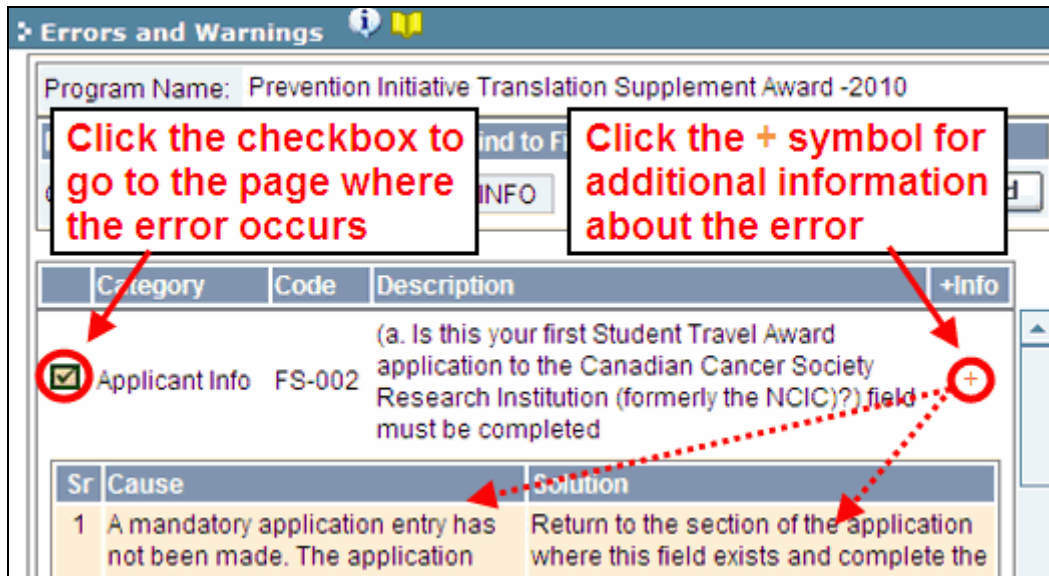 Errors and Warnings
Program Name: Prevention Initiative Translation Supplement Award -2010
Click the checkbox to
go to the page where
the error occurs
Click the + symbol for
additional information
about the error
to
INFO
Category Code Description +Info
Applicant Info FS-002
(a. Is this your first Student Travel Award
application to the Canadian Cancer Society
Research Institution (formerly the NCIC)?) field
must be completed
+
Sr Cause Solution
1 A mandatory application entry has Return to the section of the application
not been made. The application where this field exists and complete the